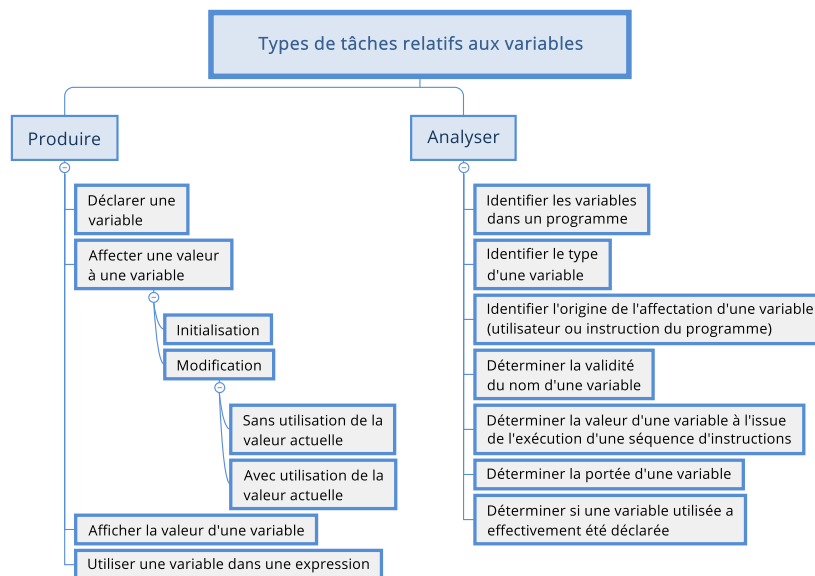 Types de tâches relatifs aux variables
Produire
Déclarer une
variable
Affecter une valeur
à une variable
Initialisation
Modification
Sans utilisation de la
valeur actuelle
Avec utilisation de la
valeur actuelle
Afficher la valeur d'une variable
Utiliser une variable dans une expression
Analyser
Identifier les variables
dans un programme
Identifier le type
d'une variable
Identifier l'origine de l'affectation d'une variable
(utilisateur ou instruction du programme)
Déterminer la validité
du nom d'une variable
Déterminer la valeur d'une variable à l'issue
de l'exécution d'une séquence d'instructions
Déterminer la portée d'une variable
Déterminer si une variable utilisée a
effectivement été déclarée